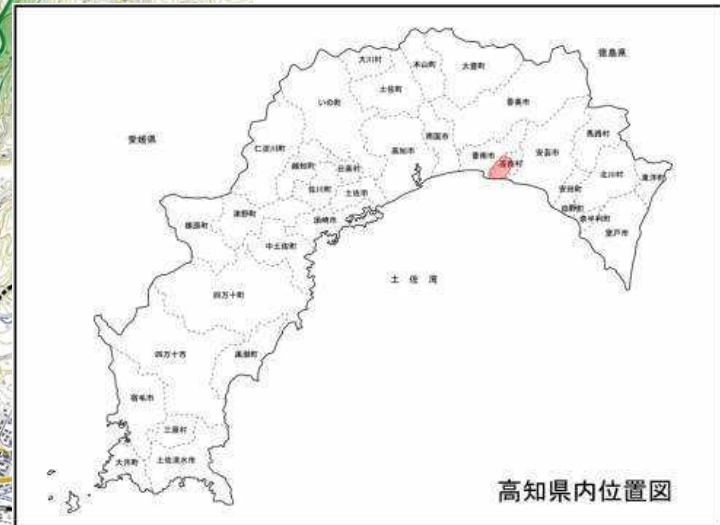 徳島県
大川村
本山町
大豊町
土佐町
いの町
香美市
愛媛県
南国市
馬路村
仁淀川町
高知市
香南市
芸西村
安芸市
越知町
日高村
北川村
東洋町
佐川町
土佐市
安田町
津野町
田野町
梼原町
須崎市
奈半利町
中土佐町
室戸市
土佐湾
四万十町
四万十市
黒潮町
宿毛市
三原村
大月町
土佐清水市
高知県内位置図